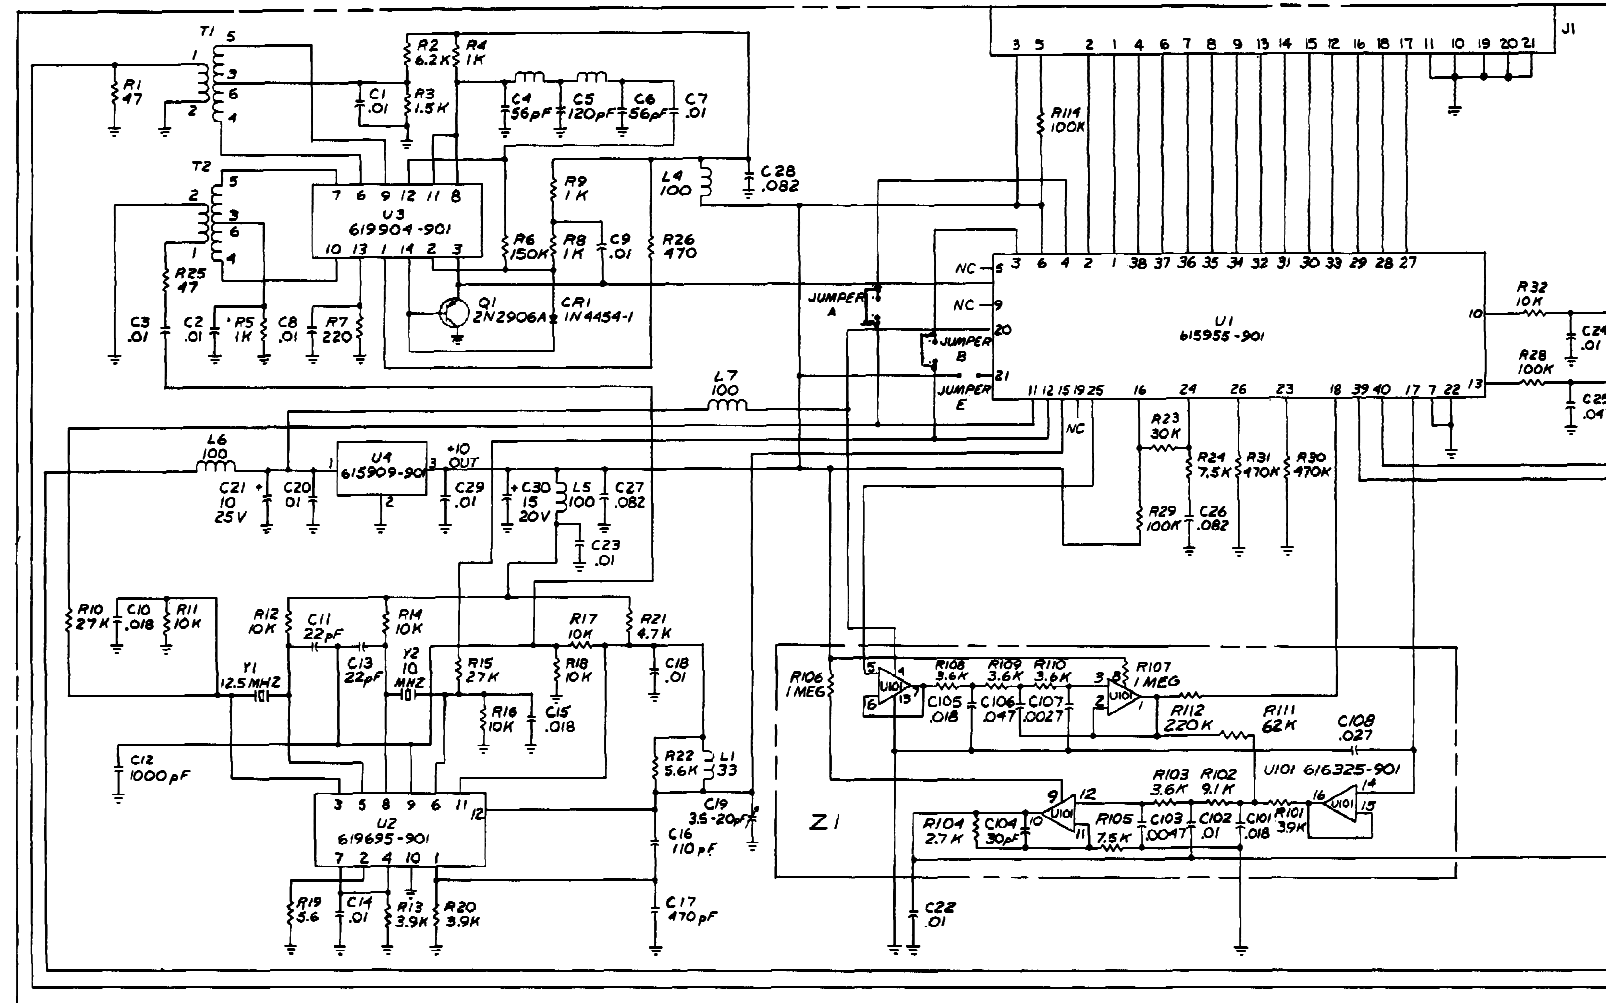 J1
3 5 2 1 4 6 7 8 9 13 14 15 12 16 18 17 11 10 19 20 21
T1
5
1
3
6
2
4
R1
47
R2
6.2K
R4
1K
C1
.01
R3
1.5K
C4
56pF
C5
120pF
C6
56pF
C7
.01
R114
100K
T2
5
2
3
6
1
4
7 6 9 12 11 8
U3
619904-901
10 13 1 14 2 3
R9
1K
L4
100
C28
.082
R6
150K
R8
1K
C9
.01
R26
470
R25
47
C3
.01
C2
.01
R5
1K
C8
.01
R7
220
Q1
2N2906A
CR1
1N4454-1
JUMPER
A
JUMPER
B
JUMPER
E
NC
5
NC
9
20
21
3 6 4 2 1 38 37 36 35 34 32 31 30 33 29 28 27
U1
615955-901
10
13
11 12 15 19 25 16 24 26 23 18 39 40 17 7 22
NC
R32
10K
C24
.01
R28
100K
C25
.04
L7
100
L6
100
1
U4
615909-901
3
2
+10
OUT
C21
+
10
25V
C20
.01
C29
.01
+
C30
15
20V
L5
100
C27
.082
C23
.01
R23
30K
R24
7.5K
R31
470K
R30
470K
R29
100K
C26
.082
R10
27K
C10
.018
R11
10K
R12
10K
C11
22pF
C13
22pF
R14
10K
R17
10K
R21
4.7K
Y1
12.5MHZ
Y2
10
MHZ
R15
27K
R18
10K
C18
.01
R16
10K
C15
.018
C12
1000pF
R22
5.6K
L1
33
3 5 8 9 6 11
12
U2
619695-901
7 2 4 10 1
C19
3.5-20pF
C16
110pF
R19
5.6
C14
.01
R13
3.9K
R20
3.9K
C17
470pF
R106
1MEG
5
4
U101
6
13
7
R108
3.6K
R109
3.6K
R110
3.6K
C105
.018
C106
.047
C107
.0027
3
8
2
U101
1
R107
1MEG
R112
220K
R111
62K
C108
.027
U101 616325-901
Z1
R104
2.7K
C104
30pF
9
10
U101
12
11
R105
7.5K
R103
3.6K
R102
9.1K
C103
.0047
C102
.01
C101
.018
R101
39K
16
U101
14
15
C22
.01